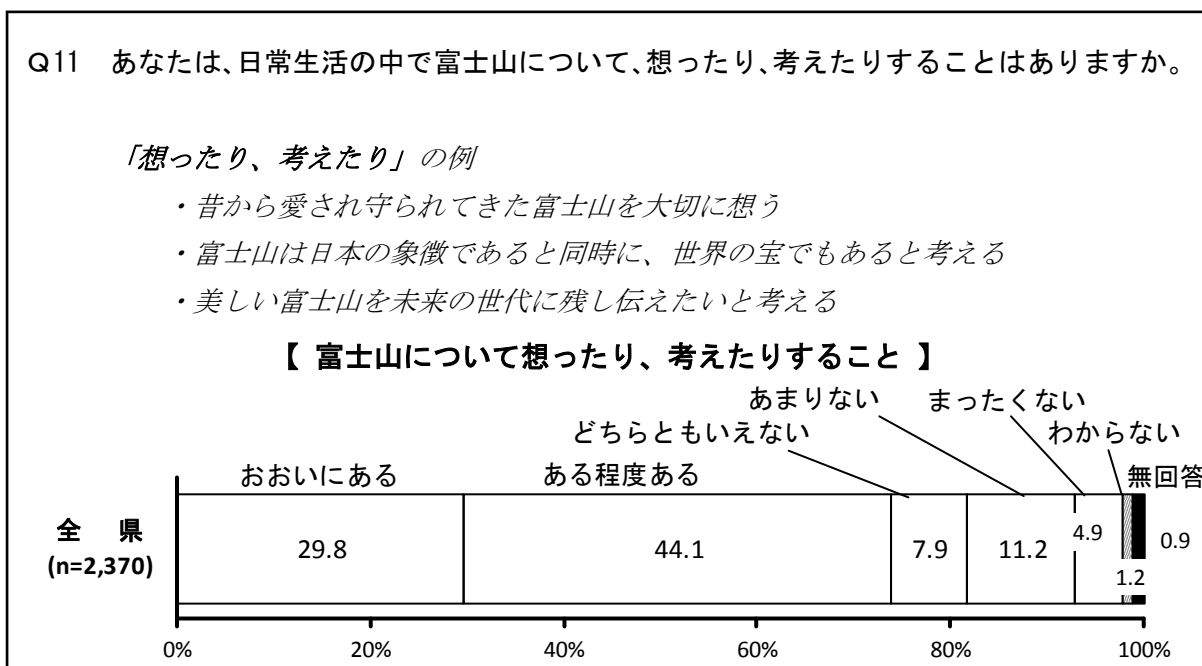 Q11　あなたは、日常生活の中で富士山について、想ったり、考えたりすることはありますか。
「想ったり、考えたり」の例
・昔から愛され守られてきた富士山を大切に想う
・富士山は日本の象徴であると同時に、世界の宝でもあると考える
・美しい富士山を未来の世代に残し伝えたいと考える
【 富士山について想ったり、考えたりすること 】
おおいにある
ある程度ある
どちらともいえない
あまりない
まったくない
わからない
無回答
全　県
(n=2,370)
29.8
44.1
7.9
11.2
4.9
1.2
0.9
0%
20%
40%
60%
80%
100%